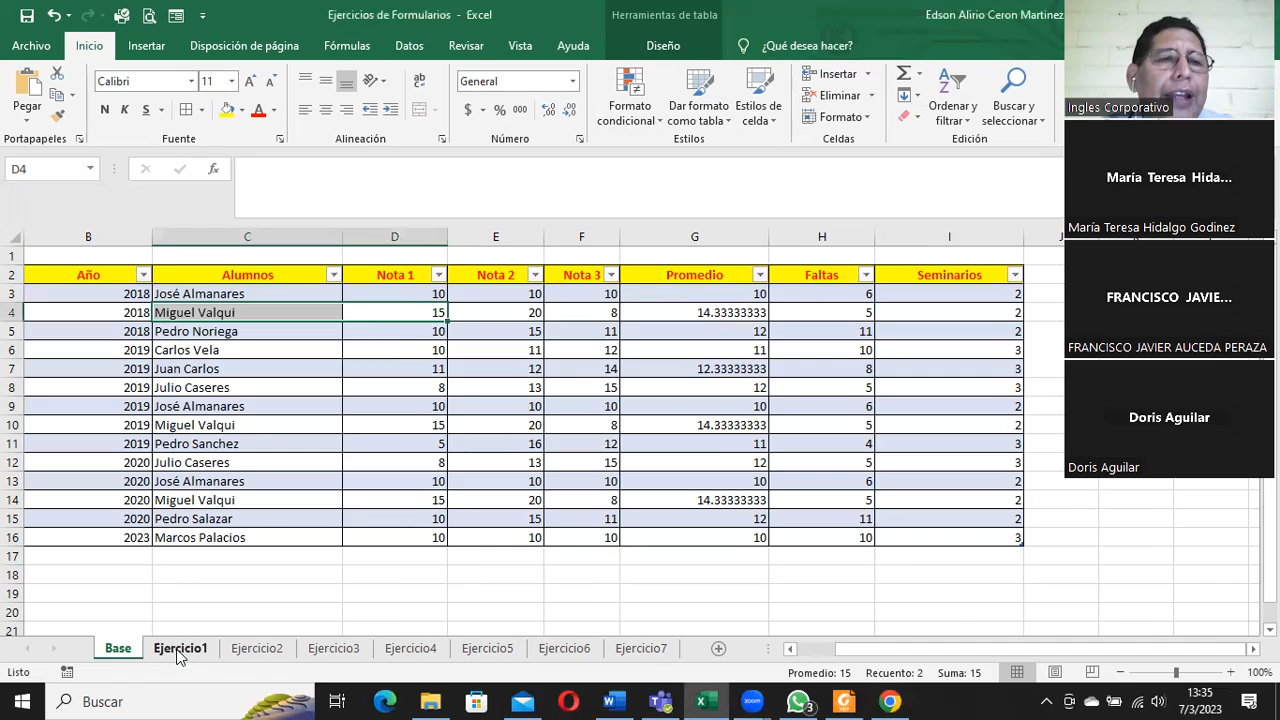 Ejercicios de Formularios - Excel
Herramientas de tabla
Edson Alirio Ceron Martinez
Archivo Inicio Insertar Disposición de página Fórmulas Datos Revisar Vista Ayuda Diseño ¿Qué desea hacer?
Pegar
Calibri 11
N K S
General
$ % 000
Formato condicional
Dar formato como tabla
Estilos de celda
Insertar
Eliminar
Formato
Ordenar y filtrar
Buscar y seleccionar
Portapapeles Fuente Alineación Número Estilos Celdas Edición
D4
fx
B C D E F G H I J
1
2 Año Alumnos Nota 1 Nota 2 Nota 3 Promedio Faltas Seminarios
3 2018 José Almanares 10 10 10 10 6 2
4 2018 Miguel Valqui 15 20 8 14.33333333 5 2
5 2018 Pedro Noriega 10 15 11 12 11 2
6 2019 Carlos Vela 10 11 12 11 10 3
7 2019 Juan Carlos 11 12 14 12.33333333 8 3
8 2019 Julio Caseres 8 13 15 12 5 3
9 2019 José Almanares 10 10 10 10 6 2
10 2019 Miguel Valqui 15 20 8 14.33333333 5 2
11 2019 Pedro Sanchez 5 16 12 11 4 3
12 2020 Julio Caseres 8 13 15 12 5 3
13 2020 José Almanares 10 10 10 10 6 2
14 2020 Miguel Valqui 15 20 8 14.33333333 5 2
15 2020 Pedro Salazar 10 15 11 12 11 2
16 2023 Marcos Palacios 10 10 10 10 10 3
17
18
19
20
21
Base Ejercicio1 Ejercicio2 Ejercicio3 Ejercicio4 Ejercicio5 Ejercicio6 Ejercicio7
Listo
Promedio: 15 Recuento: 2 Suma: 15
100%
Buscar
3
13:35
7/3/2023
Ingles Corporativo
María Teresa Hida...
María Teresa Hidalgo Godinez
FRANCISCO JAVIE...
FRANCISCO JAVIER AUCEDA PERAZA
Doris Aguilar
Doris Aguilar